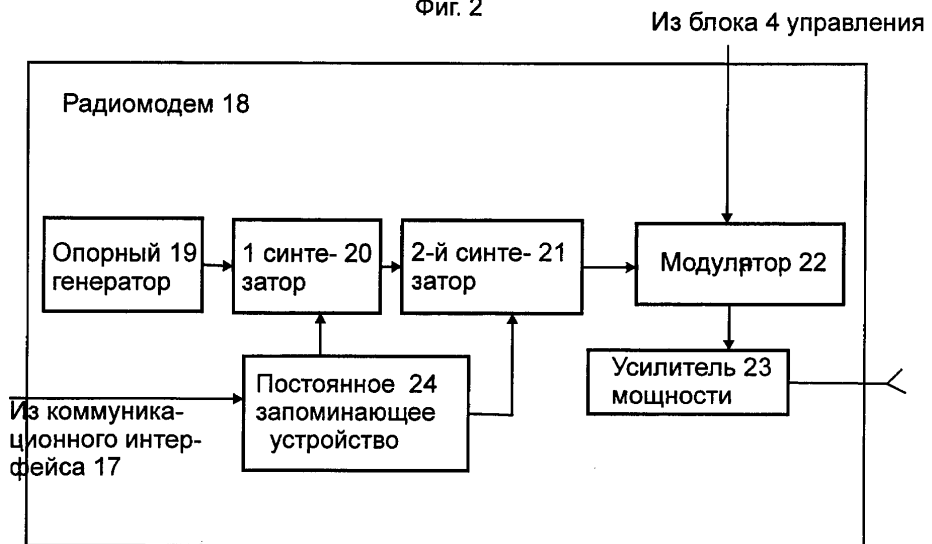 Фиг. 2
Из блока 4 управления
Радиомодем 18
Опорный 19
генератор
1 синте- 20
затор
2-й синте- 21
затор
Модулятор 22
Постоянное 24
запоминающее
устройство
Усилитель 23
мощности
Из коммуника-
ционного интер-
фейса 17